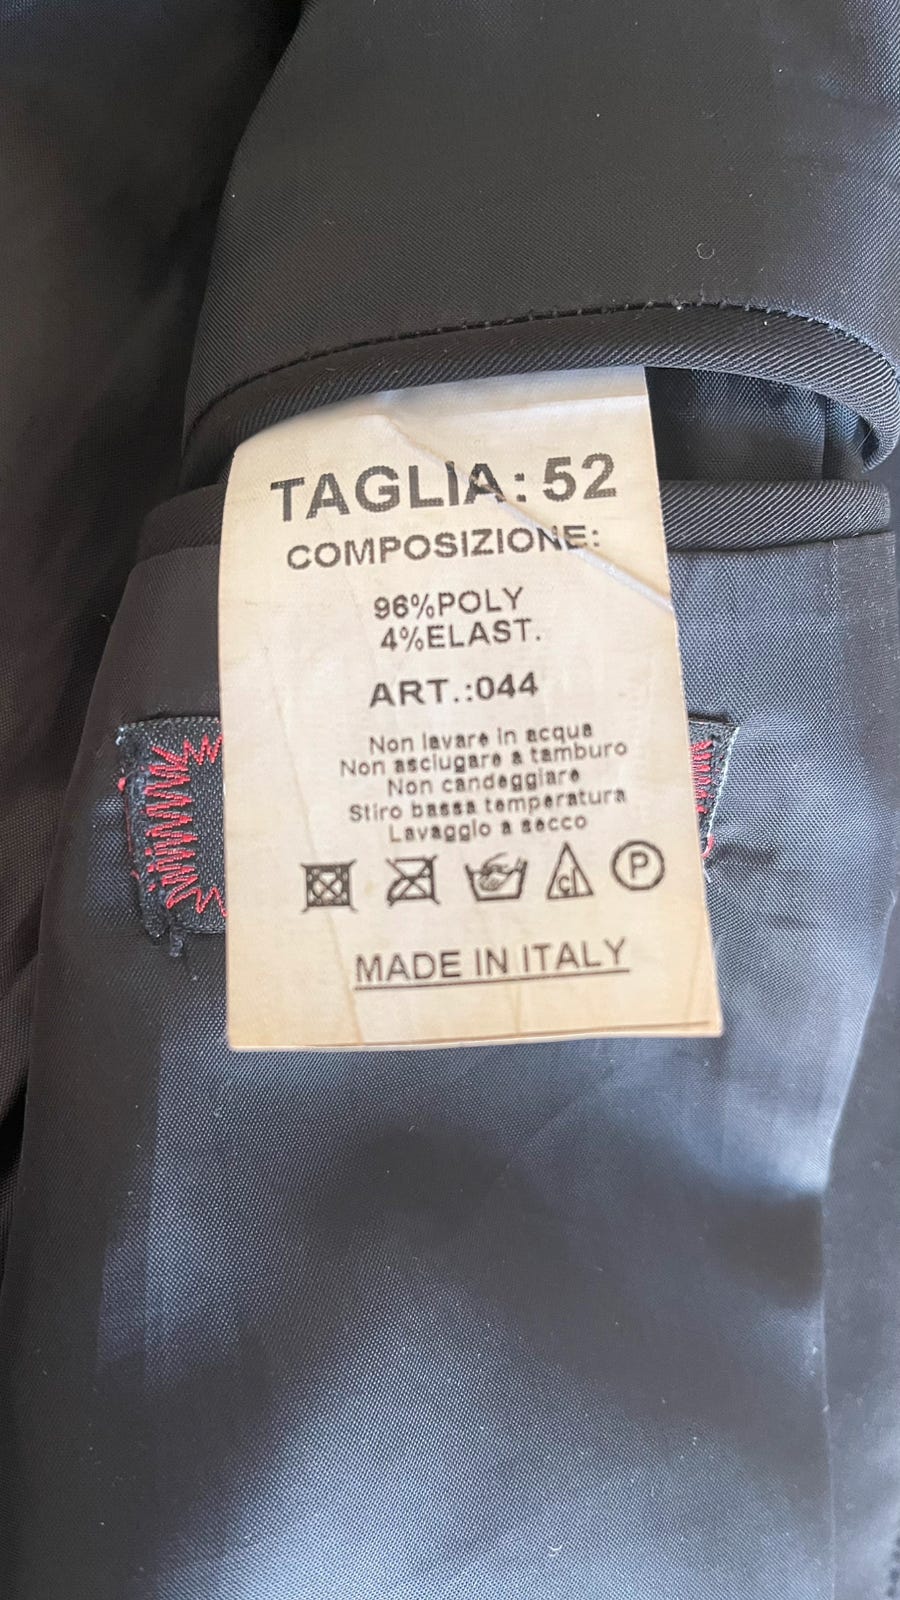 TAGLIA: 52
COMPOSIZIONE:
96%POLY
4%ELAST.
ART.:044
Non lavare in acqua
Non asciugare a tamburo
Non candeggiare
Stiro bassa temperatura
Lavaggio a secco
cl P
MADE IN ITALY